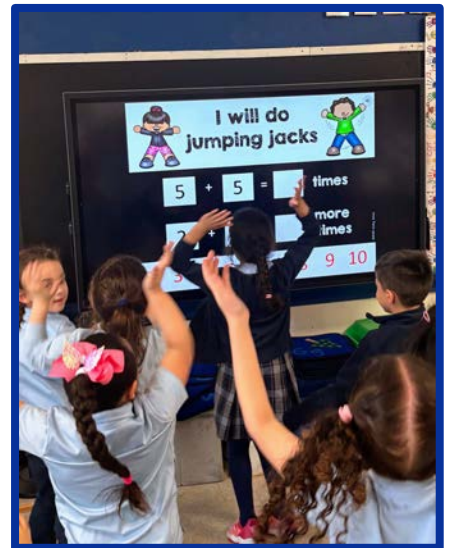 I will do
jumping jacks
5 + 5 = times
more
times
9 10